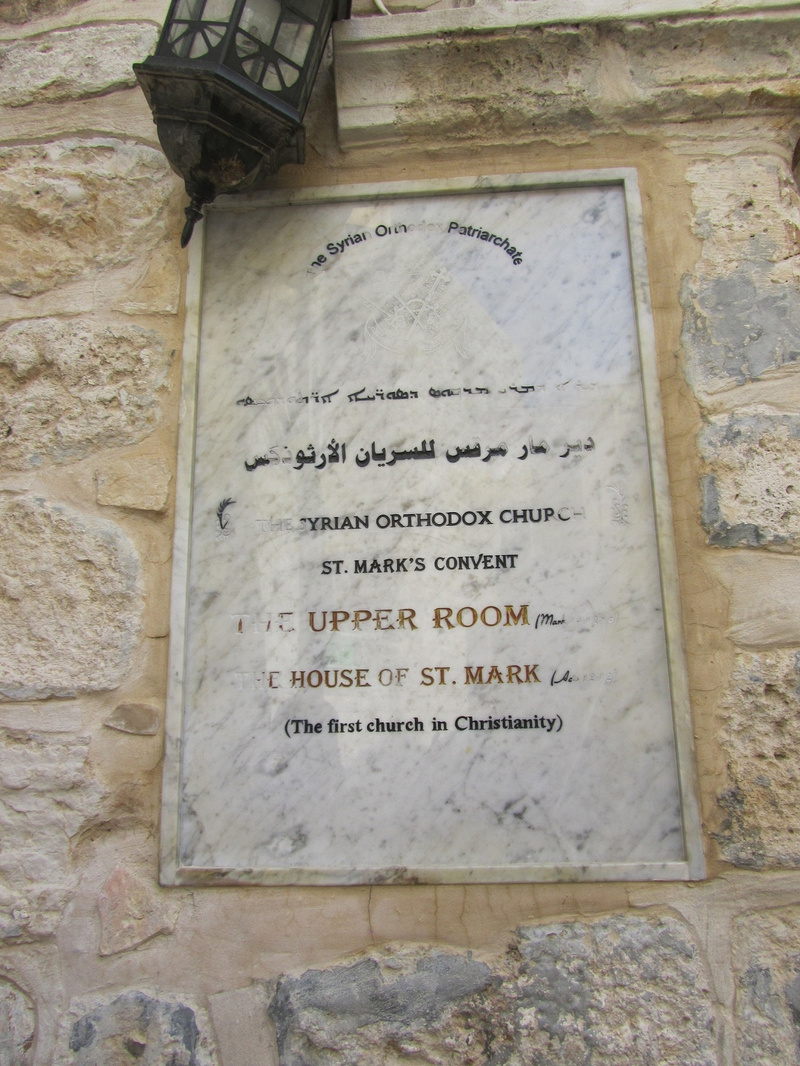 The Syrian Orthodox Patriarchate
دير مار مرقس للسريان الأرثوذكس
THE SYRIAN ORTHODOX CHURCH
ST. MARK'S CONVENT
THE UPPER ROOM (Mark
THE HOUSE OF ST. MARK
(The first church in Christianity)